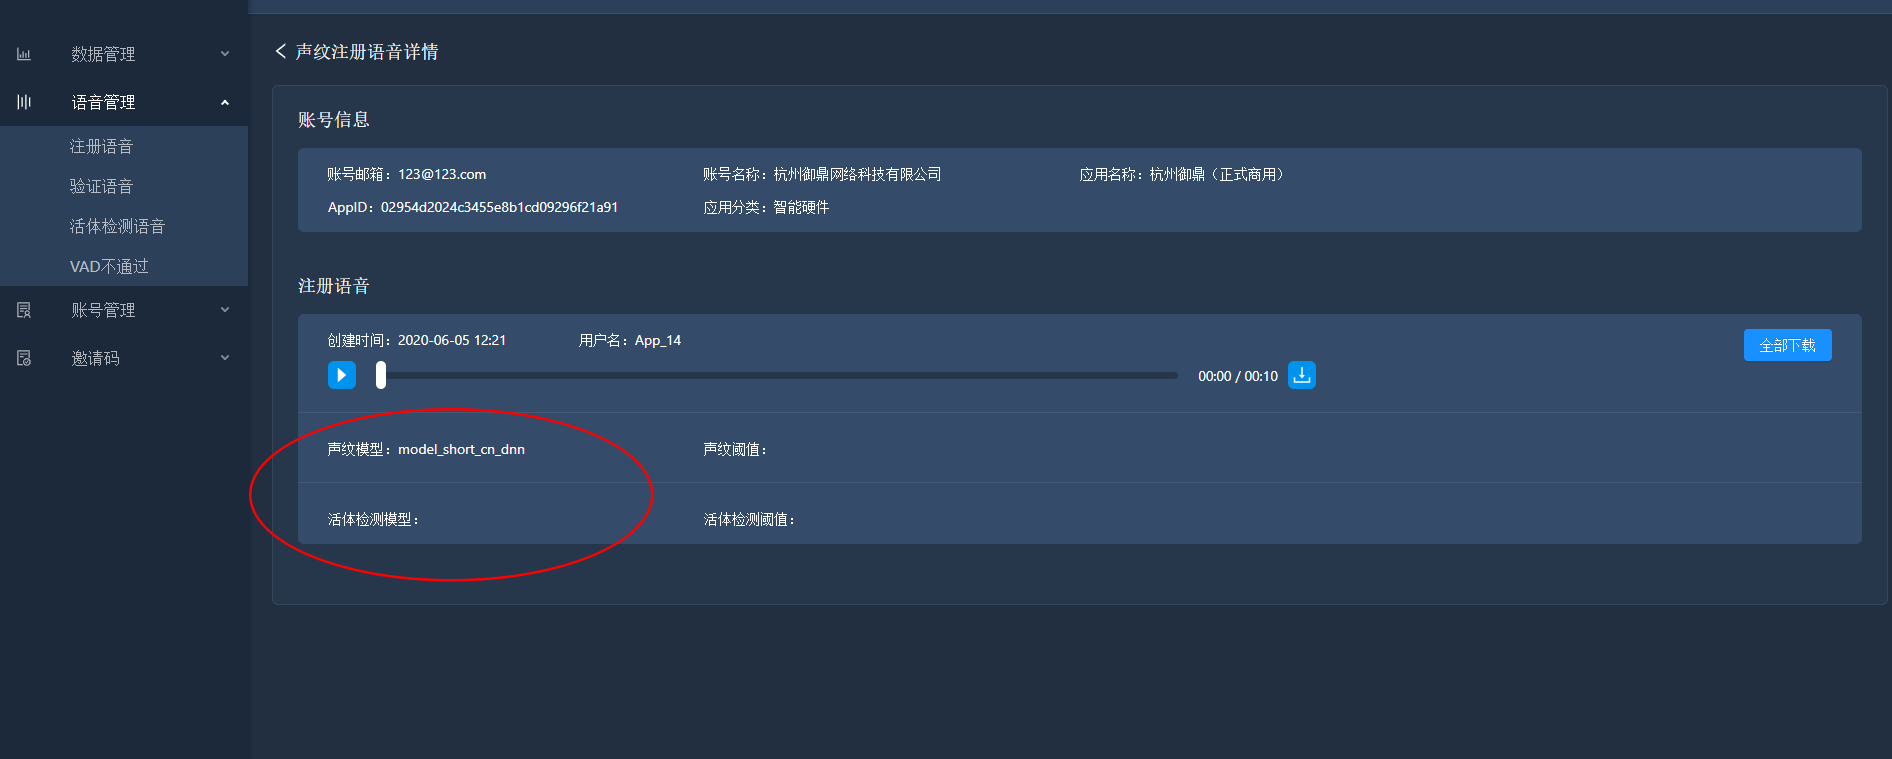 数据管理
语音管理
注册语音
验证语音
活体检测语音
VAD不通过
账号管理
邀请码
声纹注册语音详情
账号信息
账号邮箱：123@123.com 账号名称：杭州御鼎网络科技有限公司 应用名称：杭州御鼎（正式商用）
AppID：02954d2024c3455e8b1cd09296f21a91 应用分类：智能硬件
注册语音
创建时间：2020-06-05 12:21 用户名：App_14
全部下载
00:00 / 00:10
声纹模型：model_short_cn_dnn 声纹阈值：
活体检测模型： 活体检测阈值：